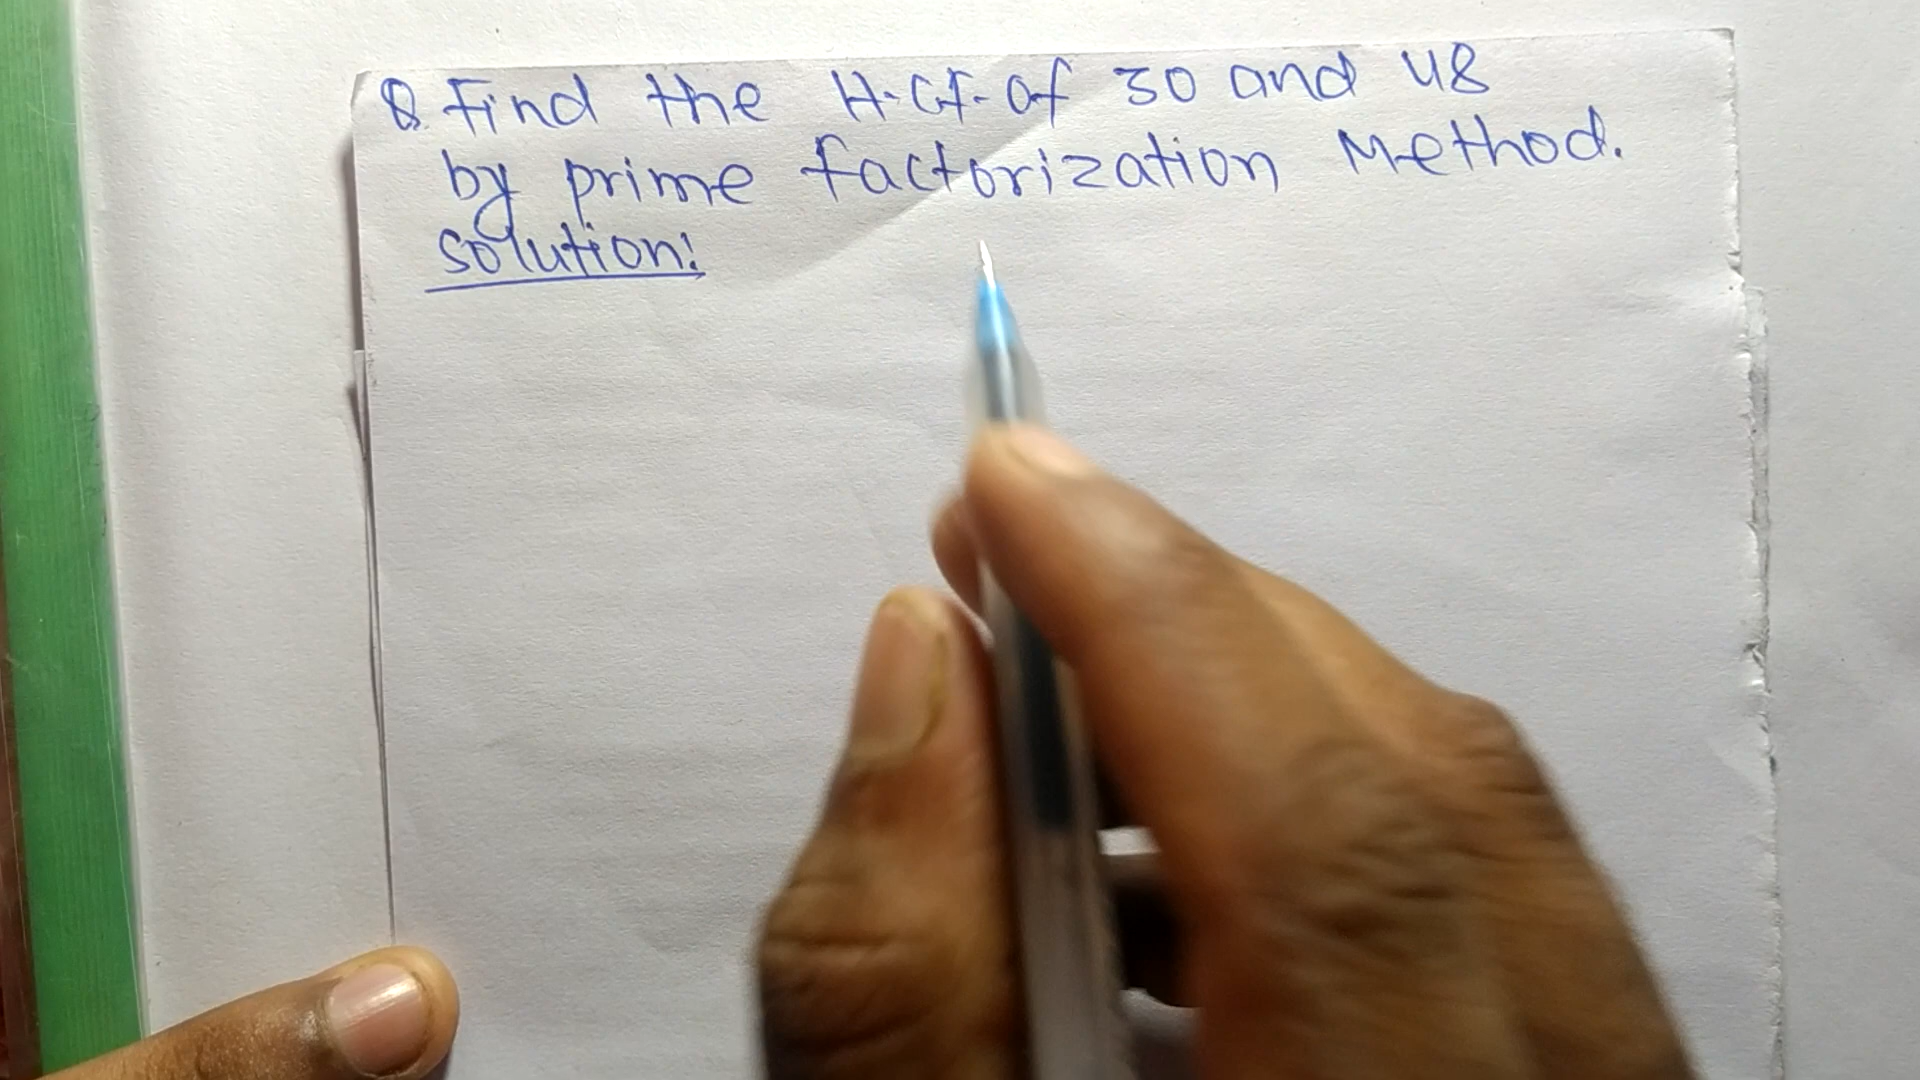 Q. Find the H.C.F. of 30 and 48
by prime factorization Method.
solution: